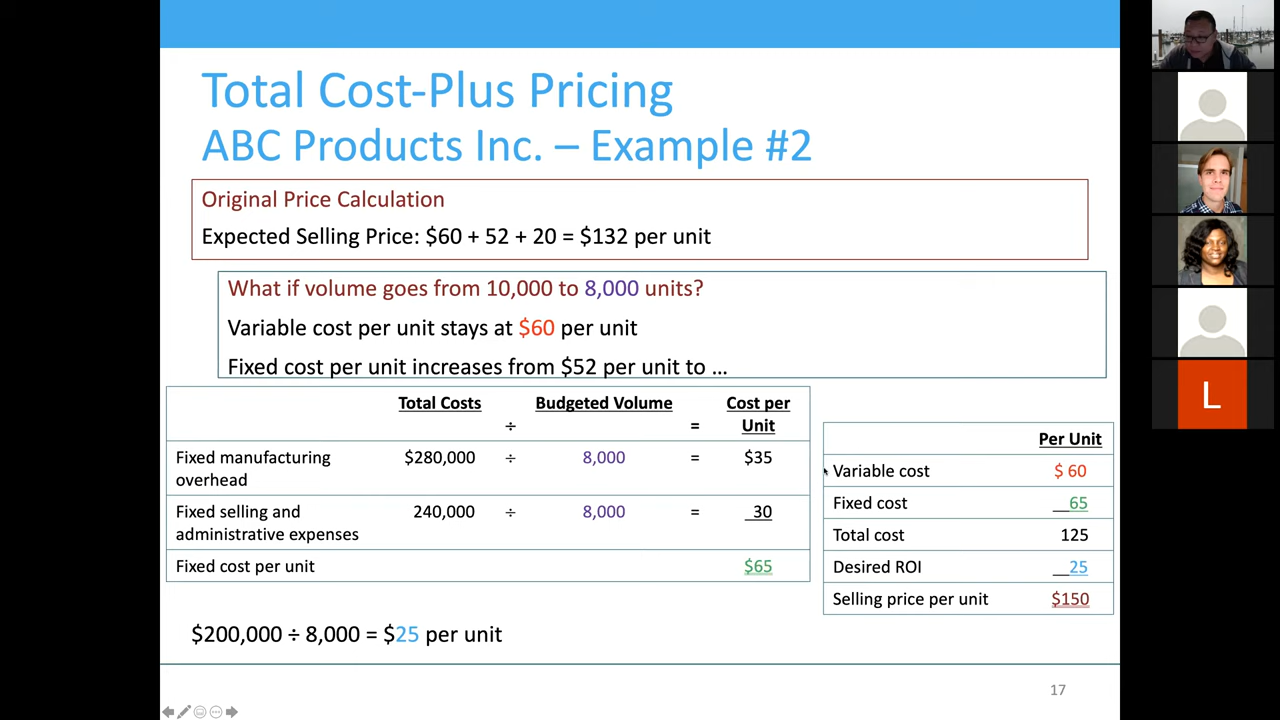 Total Cost-Plus Pricing
ABC Products Inc. – Example #2
Original Price Calculation
Expected Selling Price: $60 + 52 + 20 = $132 per unit
What if volume goes from 10,000 to 8,000 units?
Variable cost per unit stays at $60 per unit
Fixed cost per unit increases from $52 per unit to …
Total Costs Budgeted Volume Cost per
÷ = Unit
Fixed manufacturing $280,000 ÷ 8,000 = $35
overhead
Fixed selling and 240,000 ÷ 8,000 = 30
administrative expenses
Fixed cost per unit $65
Per Unit
Variable cost $ 60
Fixed cost 65
Total cost 125
Desired ROI 25
Selling price per unit $150
$200,000 ÷ 8,000 = $25 per unit
17
L